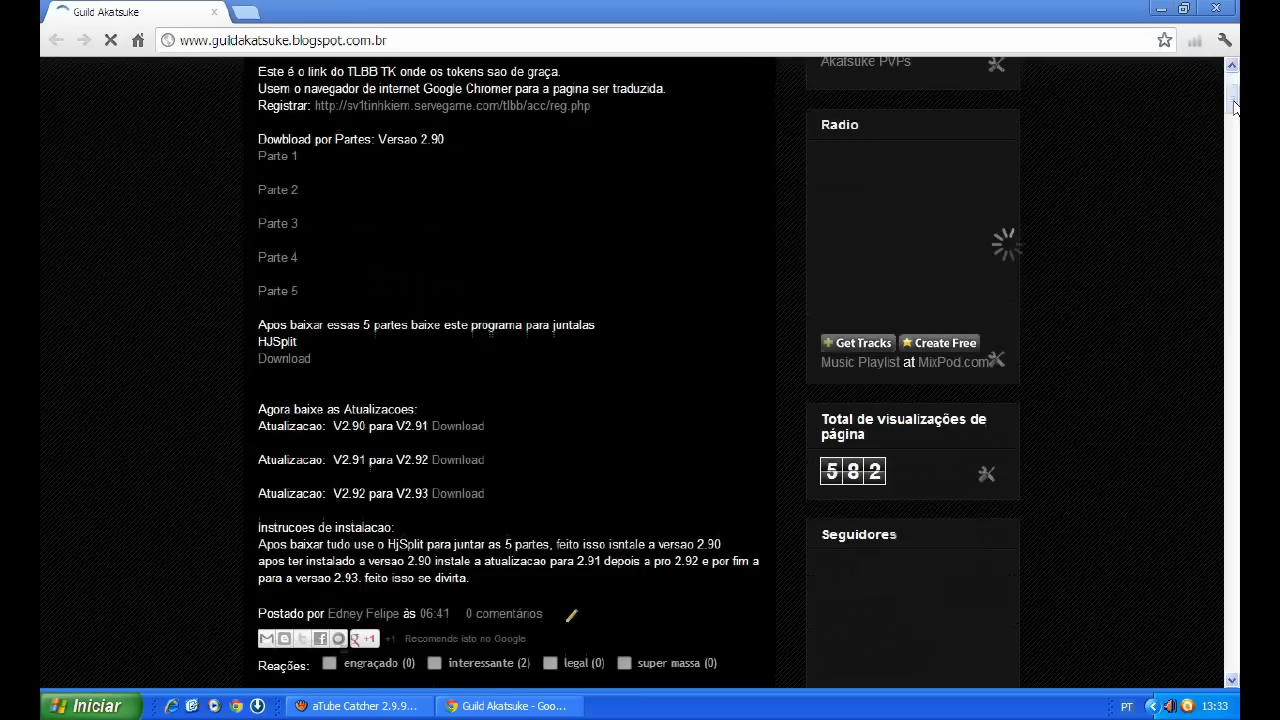 Guild Akatsuke
www.guildakatsuke.blogspot.com.br
Este é o link do TLBB TK onde os tokens sao de graça.
Usem o navegador de internet Google Chromer para a pagina ser traduzida.
Registrar: http://sv1tinhkiem.servegame.com/tlbb/acc/reg.php
Dowbload por Partes: Versao 2.90
Parte 1
Parte 2
Parte 3
Parte 4
Parte 5
Apos baixar essas 5 partes baixe este programa para juntalas
HJSplit
Download
Agora baixe as Atualizacoes:
Atualizacao: V2.90 para V2.91 Download
Atualizacao: V2.91 para V2.92 Download
Atualizacao: V2.92 para V2.93 Download
Instrucoes de instalacao:
Apos baixar tudo use o HjSplit para juntar as 5 partes, feito isso isntale a versao 2.90
apos ter instalado a versao 2.90 instale a atualizacao para 2.91 depois a pro 2.92 e por fim a
para a versao 2.93. feito isso se divirta.
Postado por Edney Felipe às 06:41 0 comentários
+1 +1 Recomende isto no Google
Reações: engraçado (0) interessante (2) legal (0) super massa (0)
Akatsuke PVPs
Radio
Get Tracks Create Free
Music Playlist at MixPod.com
Total de visualizações de
página
582
Seguidores
Iniciar
aTube Catcher 2.9.9...
Guild Akatsuke - Goo...
PT
13:33